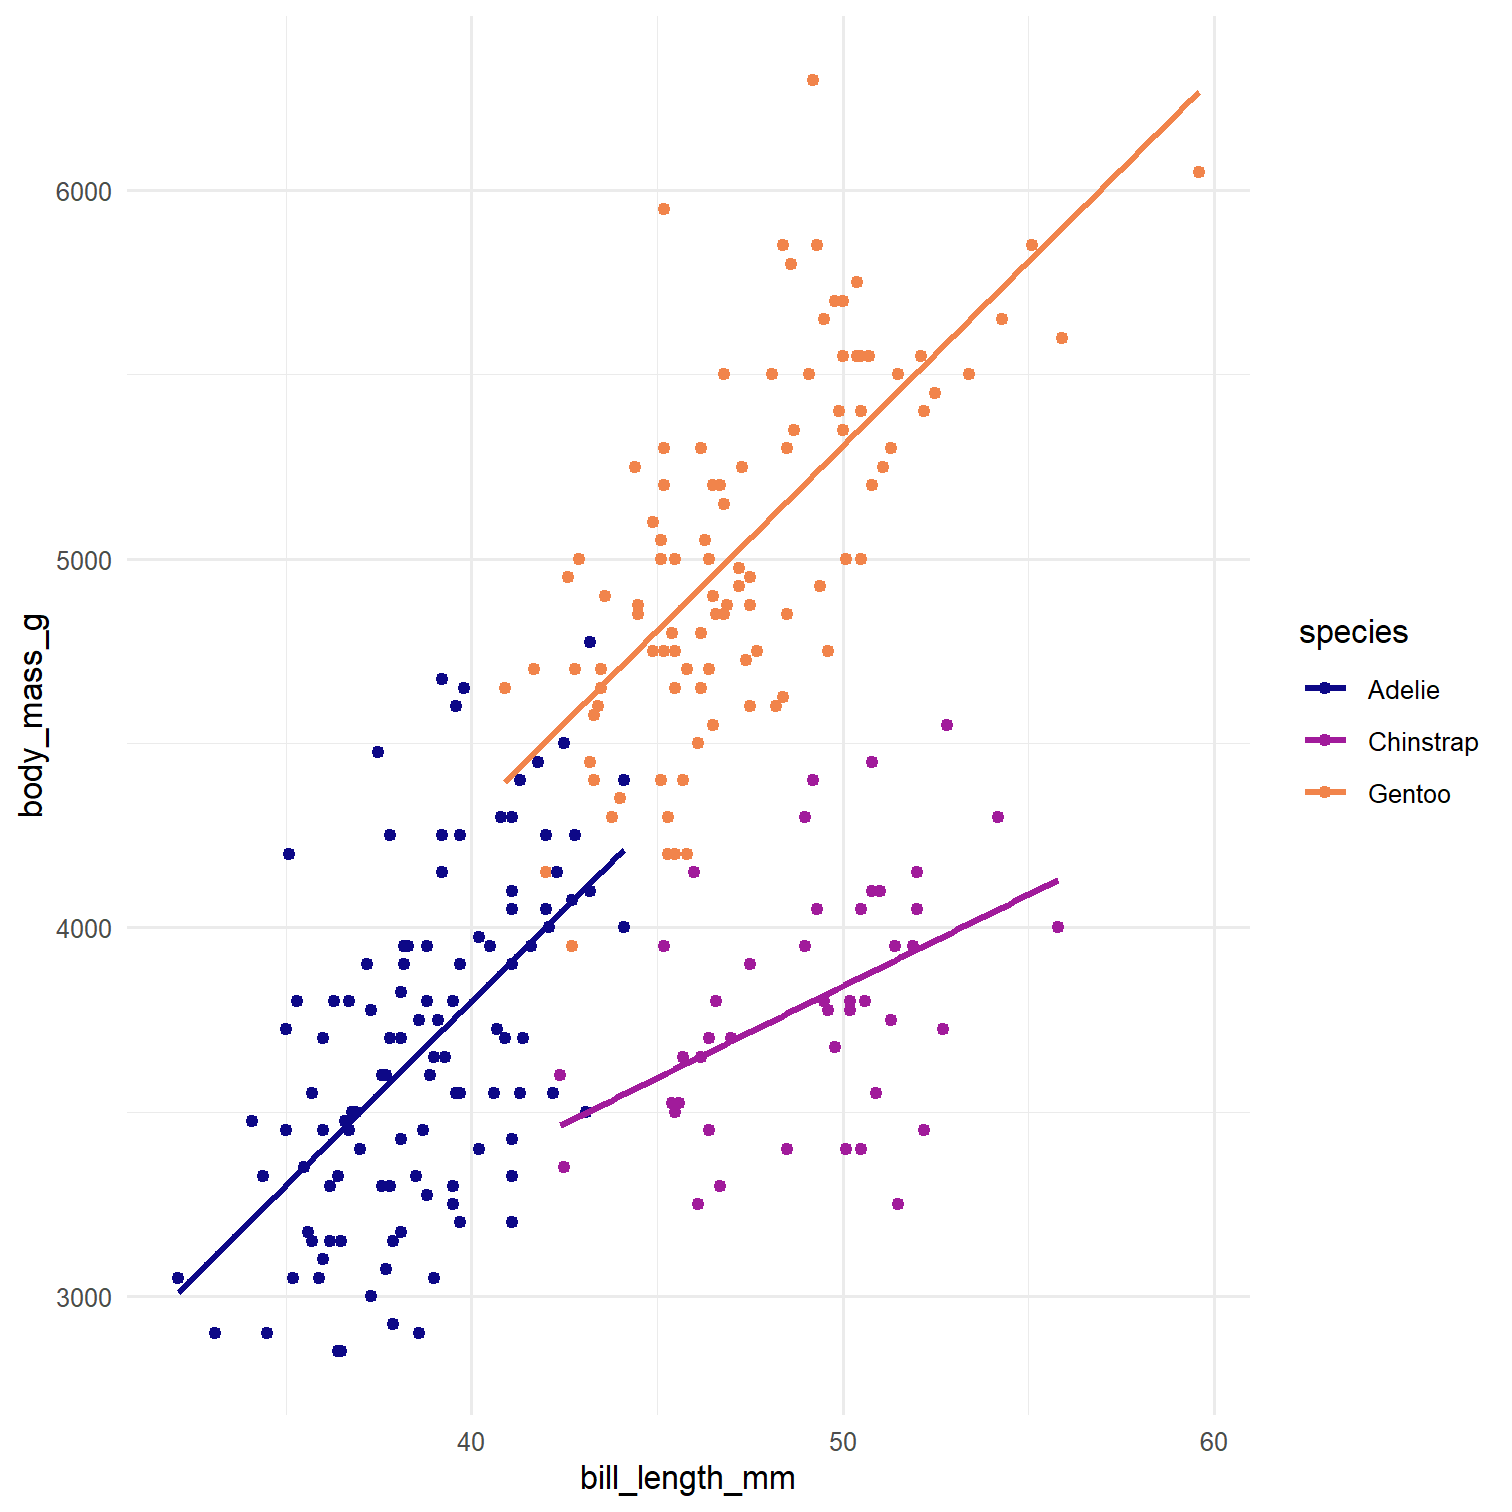 6000
5000
4000
3000
body_mass_g
40
50
60
bill_length_mm
species
Adelie
Chinstrap
Gentoo